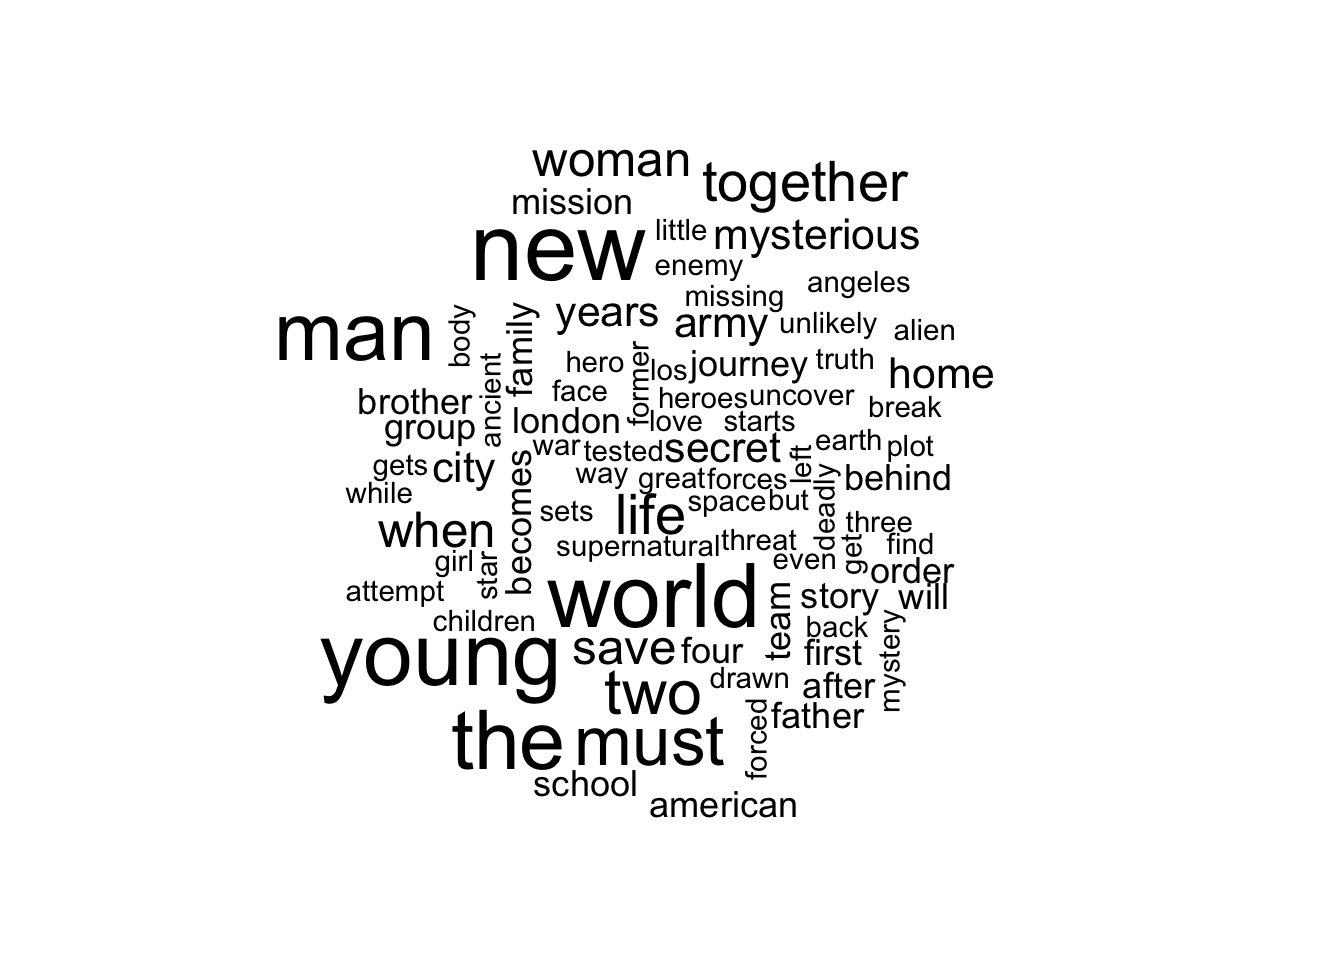 woman
together
mission
new
little
mysterious
enemy
angeles
missing
man
body
family
years
army
unlikely
alien
hero
former
los
journey
truth
home
brother
ancient
face
heroes
uncover
break
group
london
love
starts
war
tested
secret
left
earth
plot
gets
city
becomes
way
great
forces
deadly
behind
while
sets
life
space
but
when
three
girl
star
supernatural
threat
even
get
find
attempt
world
order
team
story
will
children
back
mystery
young
save
four
first
two
drawn
after
the
must
forced
father
school
american